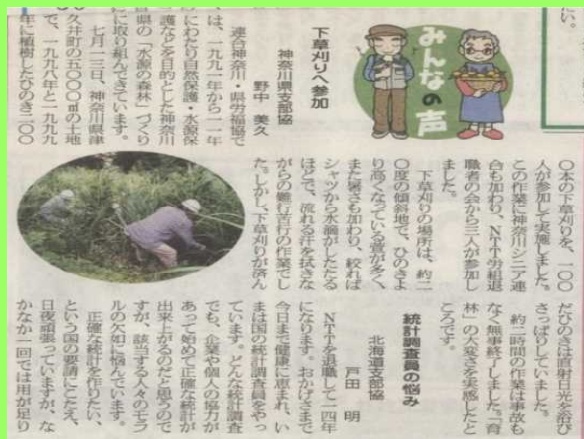 たい。
みんなの声
下草刈りへ参加
神奈川県支部協
野中 美久
連合神奈川・県労福協で
は、一九九一年から一一年
にわたり自然保護・水源保
護などを目的とした神奈川
県の「水源の森林」づくり
に取り組んできています。
七月一三日、神奈川県津
久井町の五〇〇〇㎡の土地
で、一九九八年と一九九九
年に植樹したひのき二〇〇
〇本の下草刈りを、一〇〇
人が参加して実施しました。
この作業に神奈川シニア連
合も加わり、NTT労組退
職者の会から三人が参加し
ました。
下草刈りの場所は、約二
〇度の傾斜地で、ひのきよ
り高くなっている萱が多く、
また暑さも加わり、絞れば
シャツから水滴がしたたる
ほどで、流れる汗を拭きな
がらの難行苦行の作業でし
た。しかし、下草刈りが済ん
だひのきは直射日光を浴び
さっぱりしていました。
約二時間の作業は事故も
なく無事終了しました。「育
林」の大変さを実感したと
ころです。
統計調査員の悩み
北海道支部協
戸田 明
NTTを退職して一四年
になります。おかげさまで
今日まで健康に恵まれ、い
まは国の統計調査員をやっ
ています。どんな統計調査
でも、企業や個人の協力が
あって始めて正確な統計が
出来上がるのだと思うので
すが、該当する人々のモラ
ルの欠如に悩んでいます。
正確な統計を作りたい、
という国の要請にこたえ、
日夜頑張っていますが、な
かなか一回では用が足り